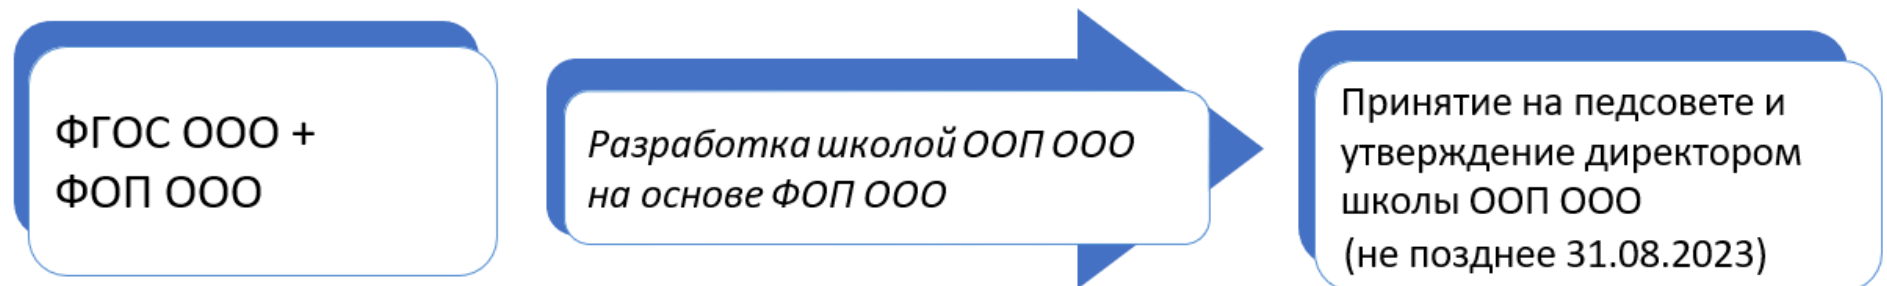 ФГОС ООО +
ФОП ООО
Разработка школой ООП ООО
на основе ФОП ООО
Принятие на педсовете и
утверждение директором
школы ООП ООО
(не позднее 31.08.2023)